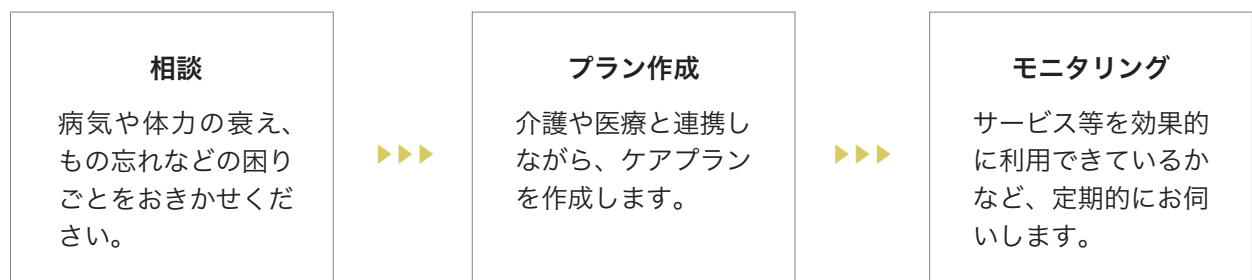 相談
病気や体力の衰え、
もの忘れなどの困り
ごとをおきかせくだ
さい。
プラン作成
介護や医療と連携し
ながら、ケアプラン
を作成します。
モニタリング
サービス等を効果的
に利用できているか
など、定期的にお伺
いします。